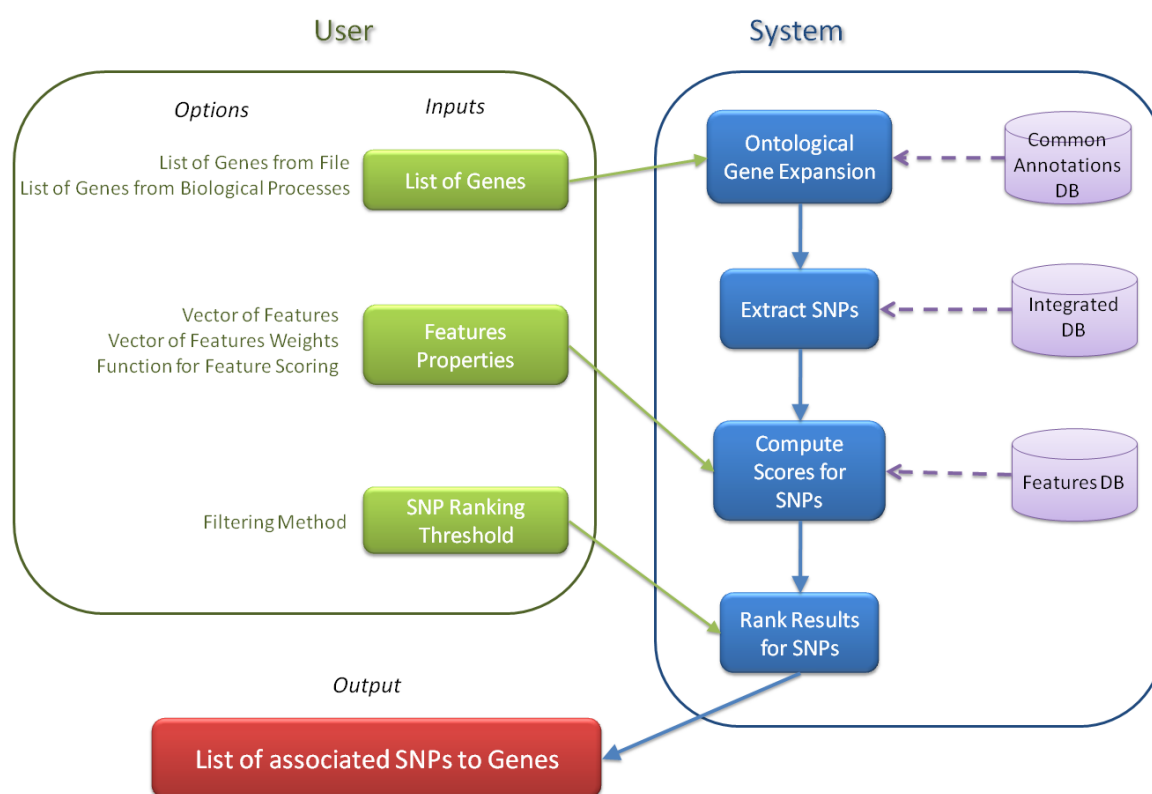 User
System
Options
Inputs
List of Genes from File
List of Genes from Biological Processes
List of Genes
Ontological
Gene Expansion
Common
Annotations
DB
Vector of Features
Vector of Features Weights
Function for Feature Scoring
Features
Properties
Extract SNPs
Integrated
DB
Compute
Scores for
SNPs
Features DB
Filtering Method
SNP Ranking
Threshold
Rank Results
for SNPs
Output
List of associated SNPs to Genes